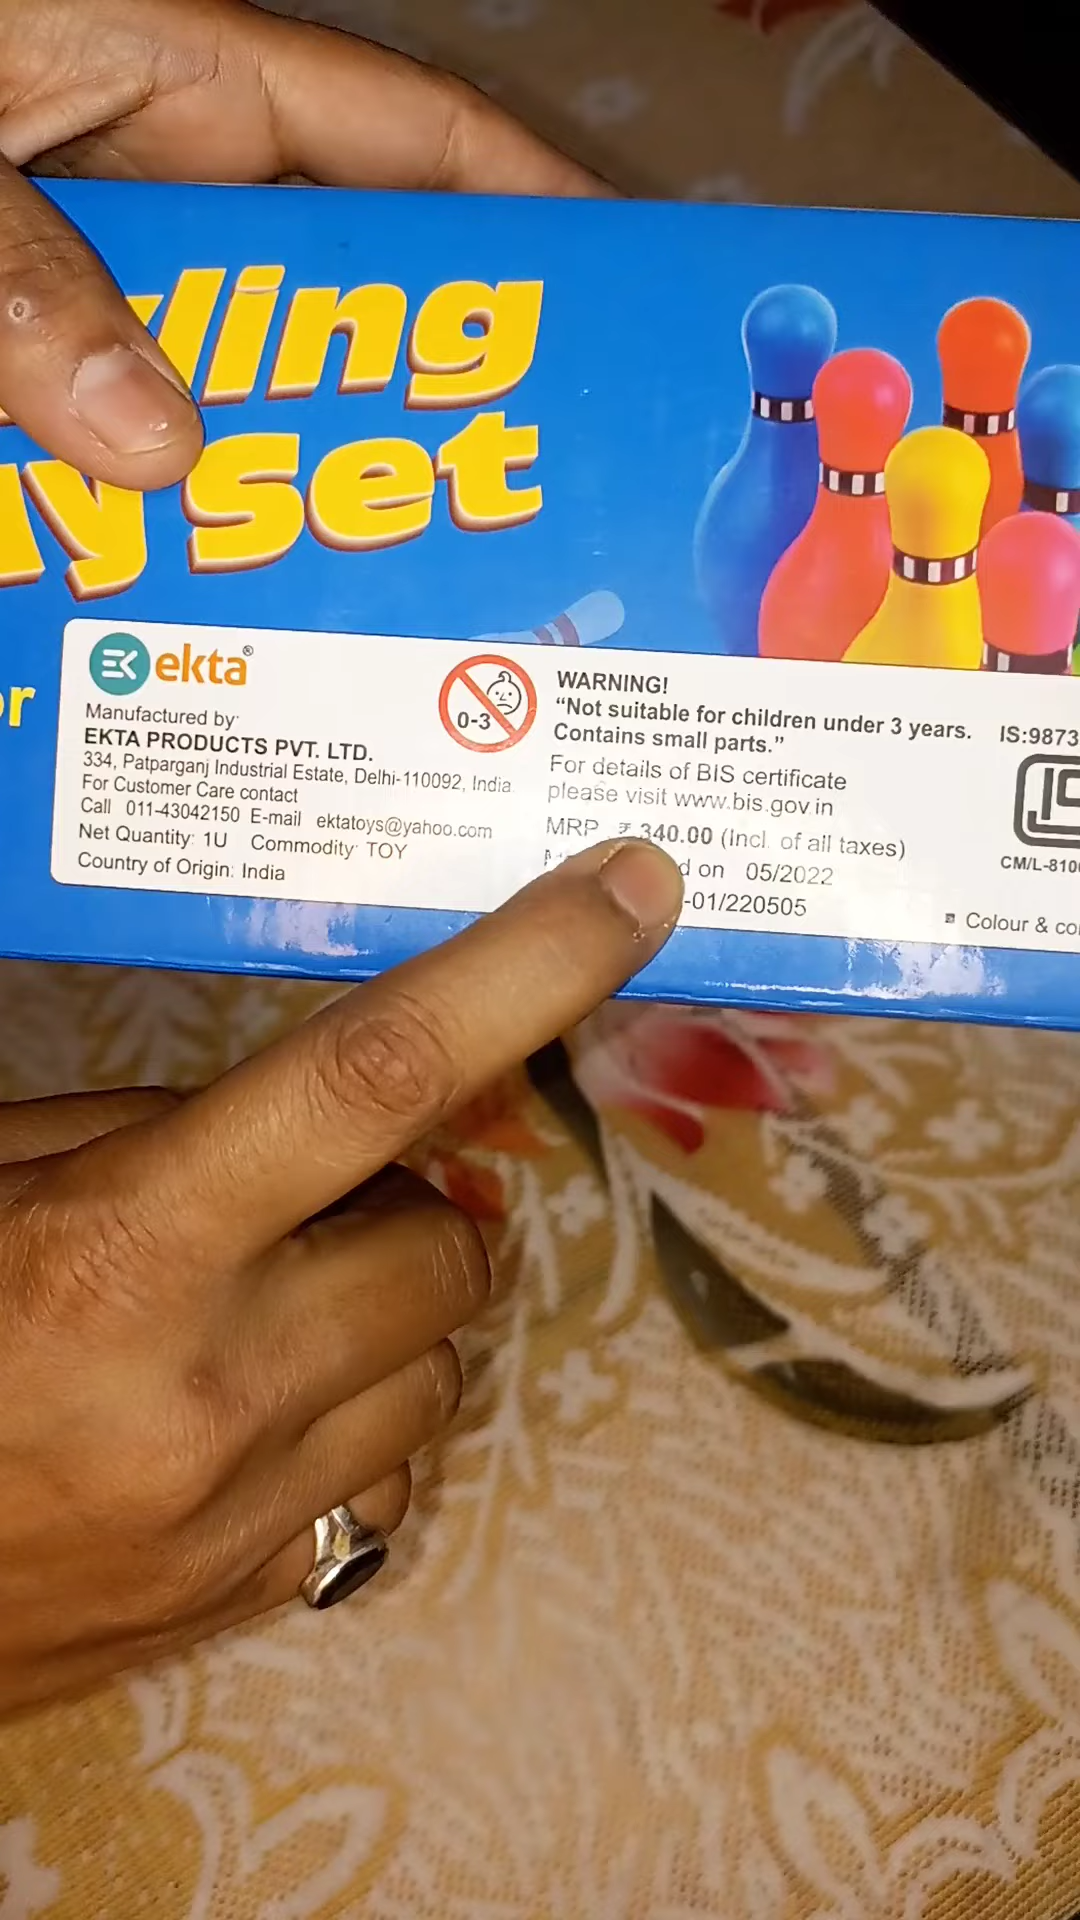 ling
y set
ekta®
Manufactured by:
EKTA PRODUCTS PVT. LTD.
334, Patparganj Industrial Estate, Delhi-110092, India.
For Customer Care contact
Call 011-43042150 E-mail ektatoys@yahoo.com
Net Quantity: 1U Commodity: TOY
Country of Origin: India
0-3
WARNING!
“Not suitable for children under 3 years.
Contains small parts.”
For details of BIS certificate
please visit www.bis.gov.in
MRP ₹ 340.00 (Incl. of all taxes)
d on 05/2022
-01/220505
IS:9873
CM/L-810
Colour & co